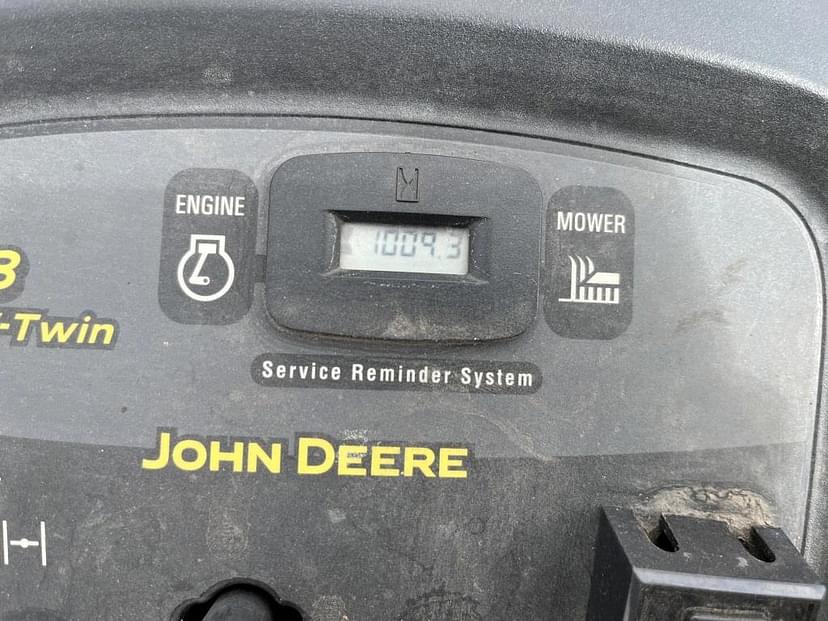 ENGINE
1009.3
MOWER
-Twin
Service Reminder System
JOHN DEERE